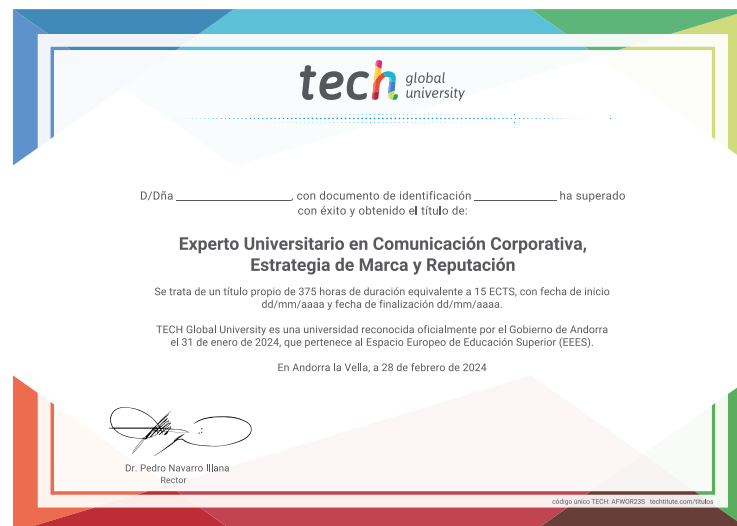 tech global university
D/Dña ____________________, con documento de identificación ______________ ha superado
con éxito y obtenido el título de:
Experto Universitario en Comunicación Corporativa,
Estrategia de Marca y Reputación
Se trata de un título propio de 375 horas de duración equivalente a 15 ECTS, con fecha de inicio
dd/mm/aaaa y fecha de finalización dd/mm/aaaa.
TECH Global University es una universidad reconocida oficialmente por el Gobierno de Andorra
el 31 de enero de 2024, que pertenece al Espacio Europeo de Educación Superior (EEES).
En Andorra la Vella, a 28 de febrero de 2024
Dr. Pedro Navarro Illana
Rector
código único TECH: AFWOR23S techtitute.com/titulos